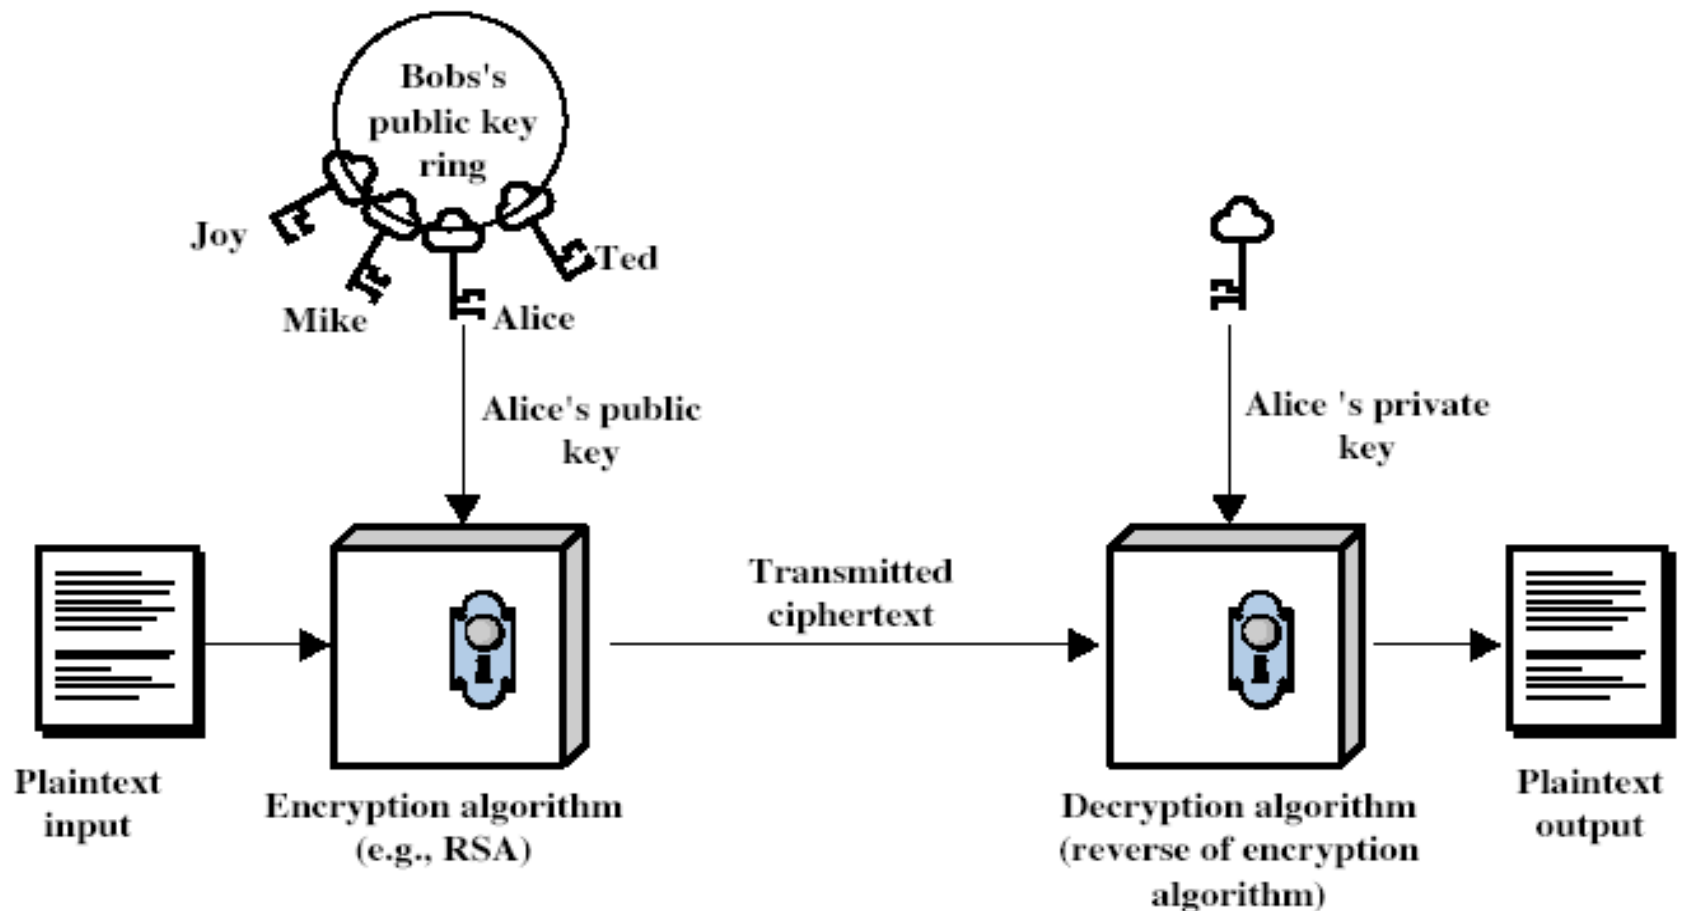 Bobs's
public key
ring
Joy
Ted
Mike
Alice
Alice's public
key
Alice 's private
key
Transmitted
ciphertext
Plaintext
input
Encryption algorithm
(e.g., RSA)
Decryption algorithm
(reverse of encryption
algorithm)
Plaintext
output